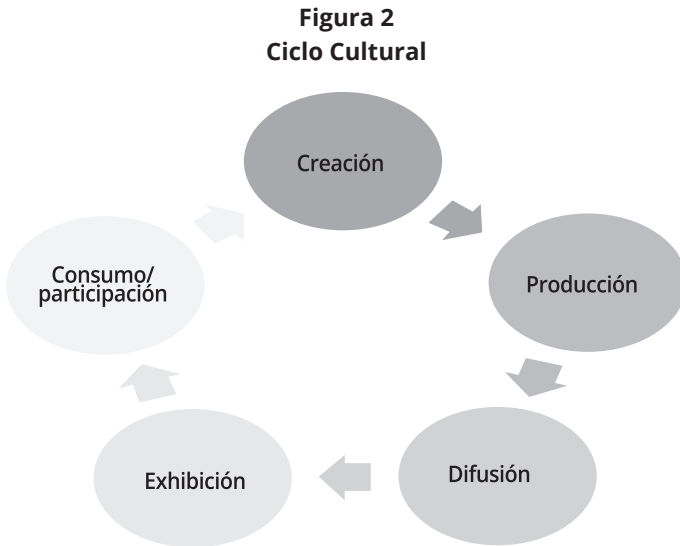 Figura 2
Ciclo Cultural
Creación
Producción
Difusión
Exhibición
Consumo/
participación